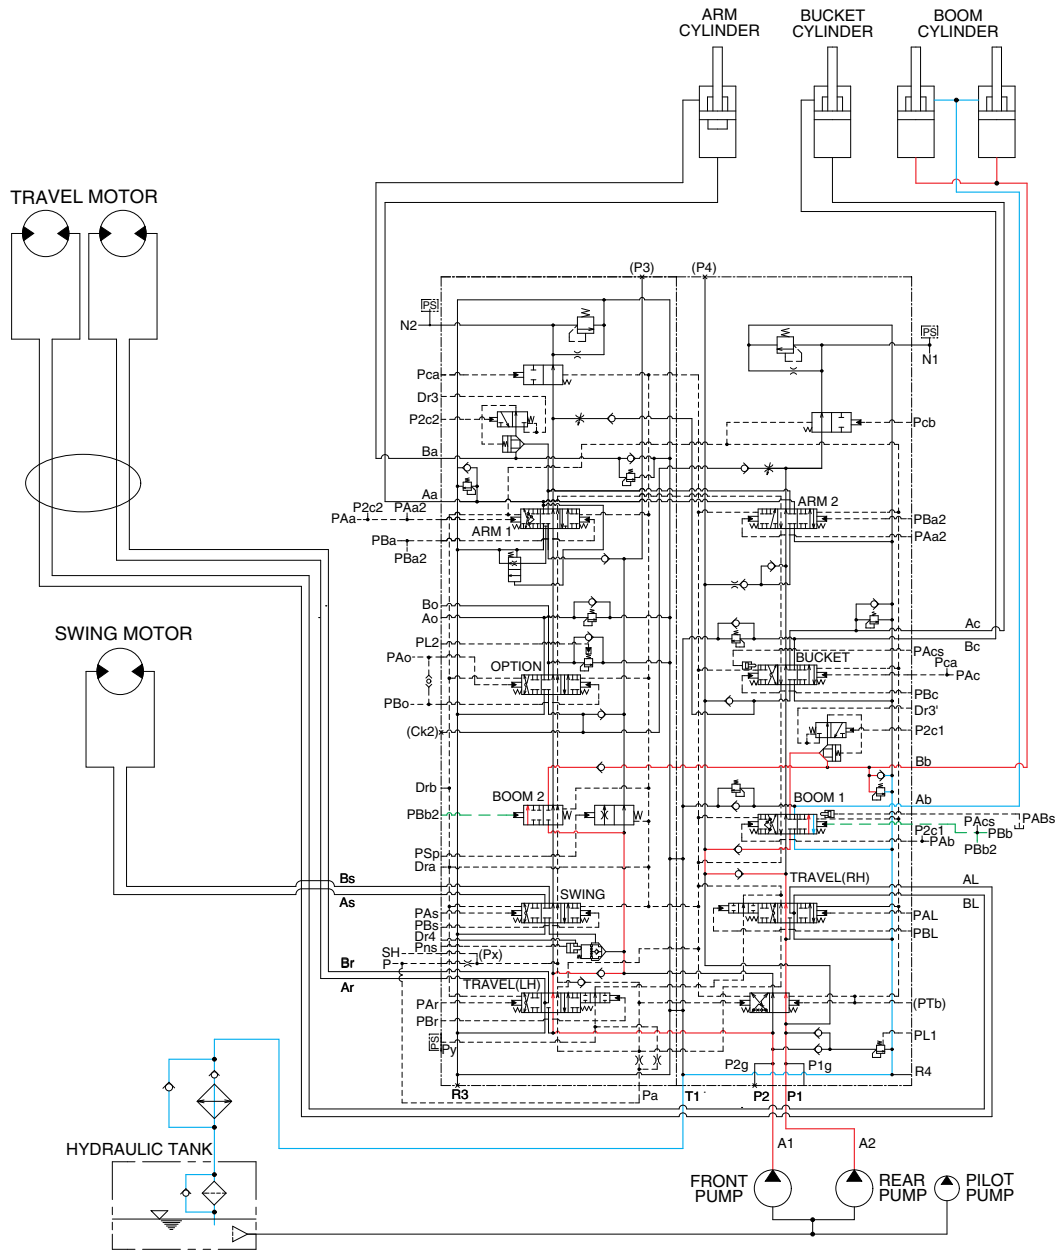 ARM
CYLINDER
BUCKET
CYLINDER
BOOM
CYLINDER
TRAVEL MOTOR
(P3)
(P4)
PS
N2
PS
N1
Pca
Dr3
P2c2
Pcb
Ba
Aa
P2c2
PAa2
PAa
ARM 1
ARM 2
PBa
PBa2
PBa2
PAa2
Bo
Ao
PL2
PAo
OPTION
PBo
(Ck2)
Ac
Bc
PAcs
BUCKET
Pca
PAc
PBc
Dr3'
P2c1
SWING MOTOR
Bb
Drb
BOOM 2
BOOM 1
Ab
PBb2
PABs
PAcs
P2c1
PBb
PAb
PBb2
PSp
Dra
TRAVEL(RH)
Bs
As
SWING
AL
BL
PAs
PBs
Dr4
Pns
PAL
PBL
SH
P
(Px)
Br
Ar
TRAVEL(LH)
PAr
PBr
(PTb)
PS
Py
PL1
P2g
P1g
R4
R3
Pa
T1
P2
P1
HYDRAULIC TANK
A1
A2
FRONT
PUMP
REAR
PUMP
PILOT
PUMP